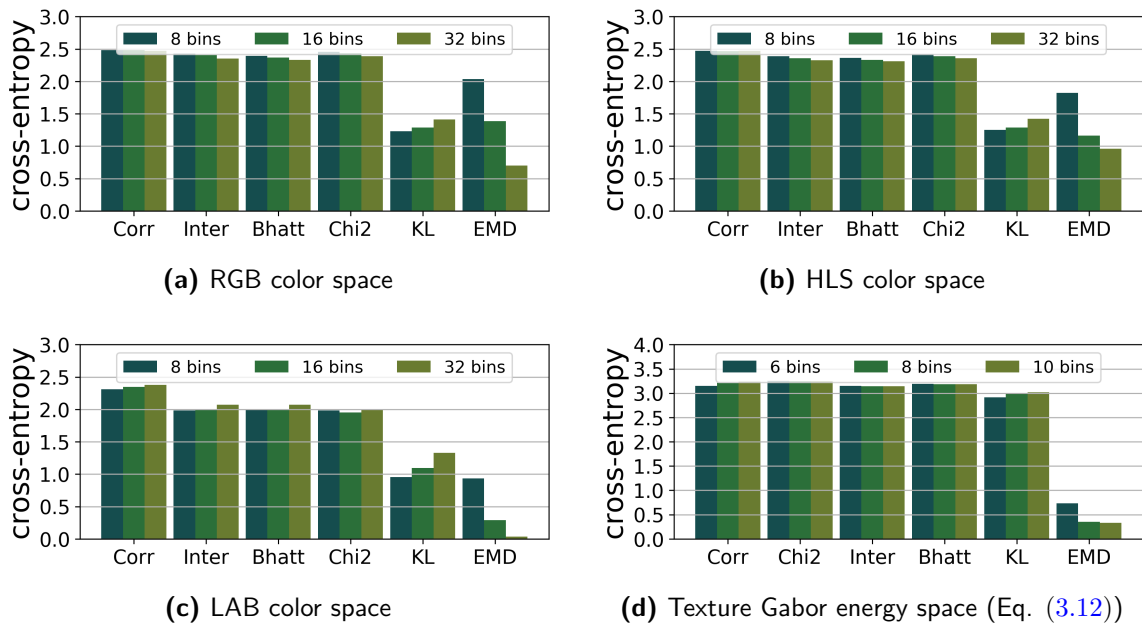 cross-entropy
3.0
2.5
2.0
1.5
1.0
0.5
0.0
8 bins 16 bins 32 bins
Corr Inter Bhatt Chi2 KL EMD
(a) RGB color space
cross-entropy
3.0
2.5
2.0
1.5
1.0
0.5
0.0
8 bins 16 bins 32 bins
Corr Inter Bhatt Chi2 KL EMD
(b) HLS color space
cross-entropy
3.0
2.5
2.0
1.5
1.0
0.5
0.0
8 bins 16 bins 32 bins
Corr Inter Bhatt Chi2 KL EMD
(c) LAB color space
cross-entropy
4.0
3.5
3.0
2.5
2.0
1.5
1.0
0.5
0.0
6 bins 8 bins 10 bins
Corr Chi2 Inter Bhatt KL EMD
(d) Texture Gabor energy space (Eq. (3.12))